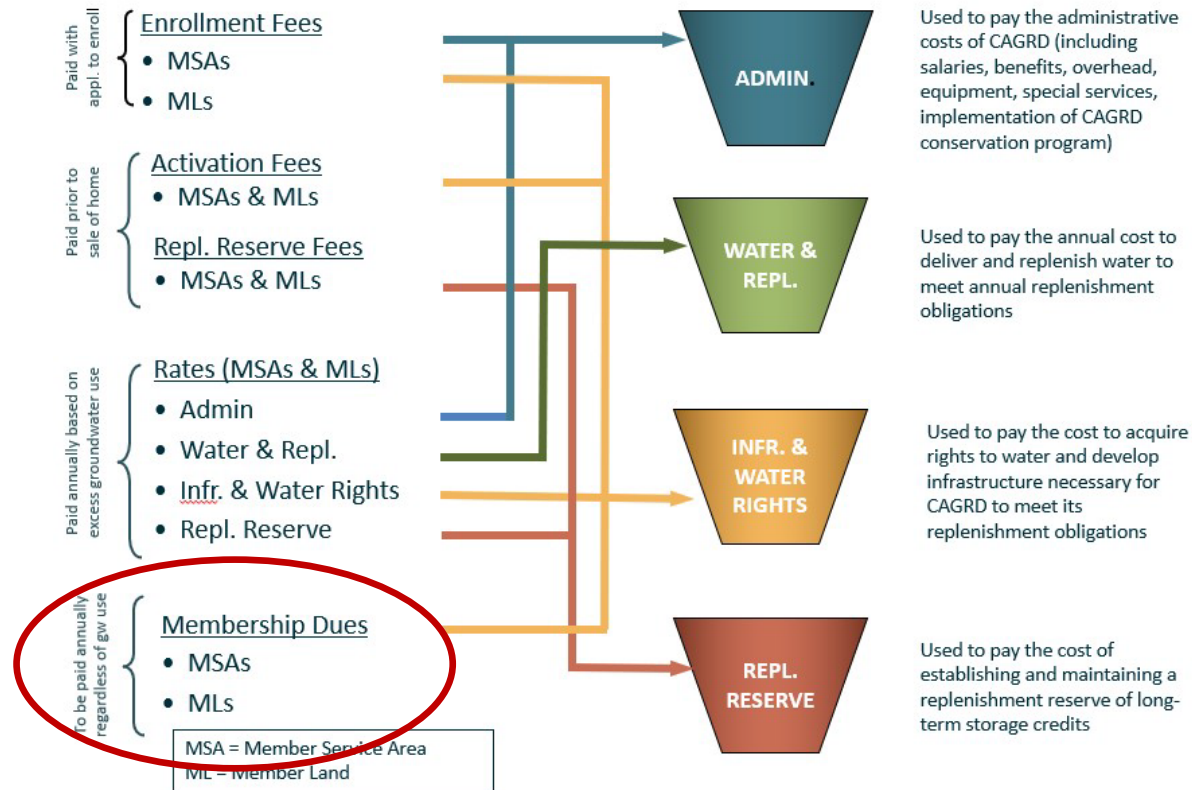 Paid with
appl. to enroll
Enrollment Fees
• MSAs
• MLs
Paid prior to
sale of home
Activation Fees
• MSAs & MLs
Repl. Reserve Fees
• MSAs & MLs
Paid annually based on
excess groundwater use
Rates (MSAs & MLs)
• Admin
• Water & Repl.
• Infr. & Water Rights
• Repl. Reserve
To be paid annually
regardless of gw use
Membership Dues
• MSAs
• MLs
MSA = Member Service Area
ML = Member Land
ADMIN.
Used to pay the administrative
costs of CAGRD (including
salaries, benefits, overhead,
equipment, special services,
implementation of CAGRD
conservation program)
WATER &
REPL.
Used to pay the annual cost to
deliver and replenish water to
meet annual replenishment
obligations
INFR. &
WATER
RIGHTS
Used to pay the cost to acquire
rights to water and develop
infrastructure necessary for
CAGRD to meet its
replenishment obligations
REPL.
RESERVE
Used to pay the cost of
establishing and maintaining a
replenishment reserve of long-
term storage credits